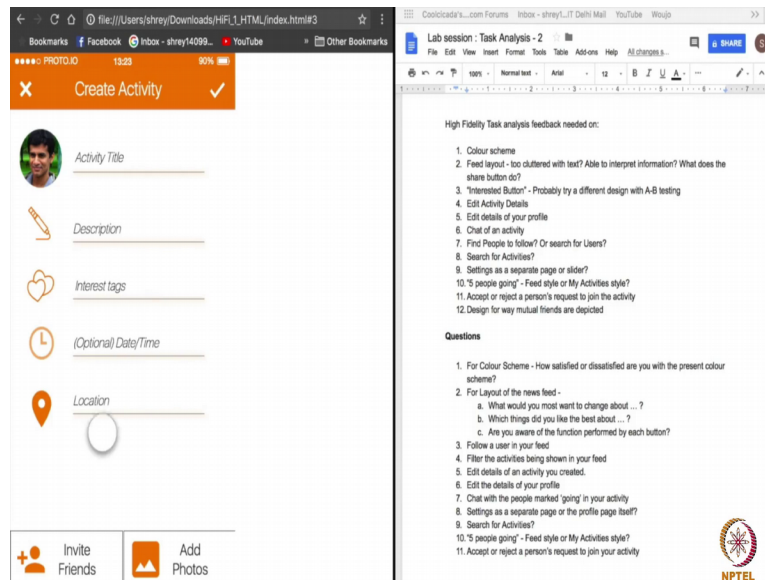 file:///Users/shrey/Downloads/HiFi_1_HTML/index.html#3
Bookmarks Facebook Inbox - shrey14099... YouTube » Other Bookmarks
PROTO.IO 13:23 90%
Create Activity
Activity Title
Description
Interest tags
(Optional) Date/Time
Location
Invite Friends
Add Photos
Coolcicada's....com Forums Inbox - shrey1...IT Delhi Mail YouTube Woujo >>
Lab session : Task Analysis - 2
SHARE
S
File Edit View Insert Format Tools Table Add-ons Help All changes s...
100% Normal text Arial 12 B I U A
High Fidelity Task analysis feedback needed on:
1. Colour scheme
2. Feed layout - too cluttered with text? Able to interpret information? What does the
share button do?
3. "Interested Button" - Probably try a different design with A-B testing
4. Edit Activity Details
5. Edit details of your profile
6. Chat of an activity
7. Find People to follow? Or search for Users?
8. Search for Activities?
9. Settings as a separate page or slider?
10. "5 people going" - Feed style or My Activities style?
11. Accept or reject a person's request to join the activity
12. Design for way mutual friends are depicted
Questions
1. For Colour Scheme - How satisfied or dissatisfied are you with the present colour
scheme?
2. For Layout of the news feed -
a. What would you most want to change about ... ?
b. Which things did you like the best about ... ?
c. Are you aware of the function performed by each button?
3. Follow a user in your feed
4. Filter the activities being shown in your feed
5. Edit details of an activity you created.
6. Edit the details of your profile
7. Chat with the people marked 'going' in your activity
8. Settings as a separate page or the profile page itself?
9. Search for Activities?
10. "5 people going" - Feed style or My Activities style?
11. Accept or reject a person's request to join your activity
NPTEL